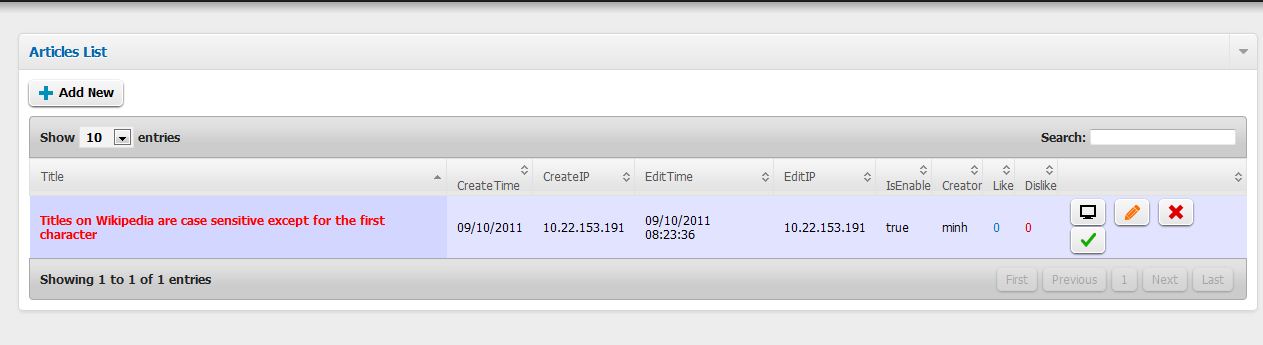 Articles List
Add New
Show 10 entries Search:
Title CreateTime CreateIP EditTime EditIP IsEnable Creator Like Dislike
Titles on Wikipedia are case sensitive except for the first
character
09/10/2011 10.22.153.191 09/10/2011
08:23:36
10.22.153.191 true minh 0 0
Showing 1 to 1 of 1 entries First Previous 1 Next Last